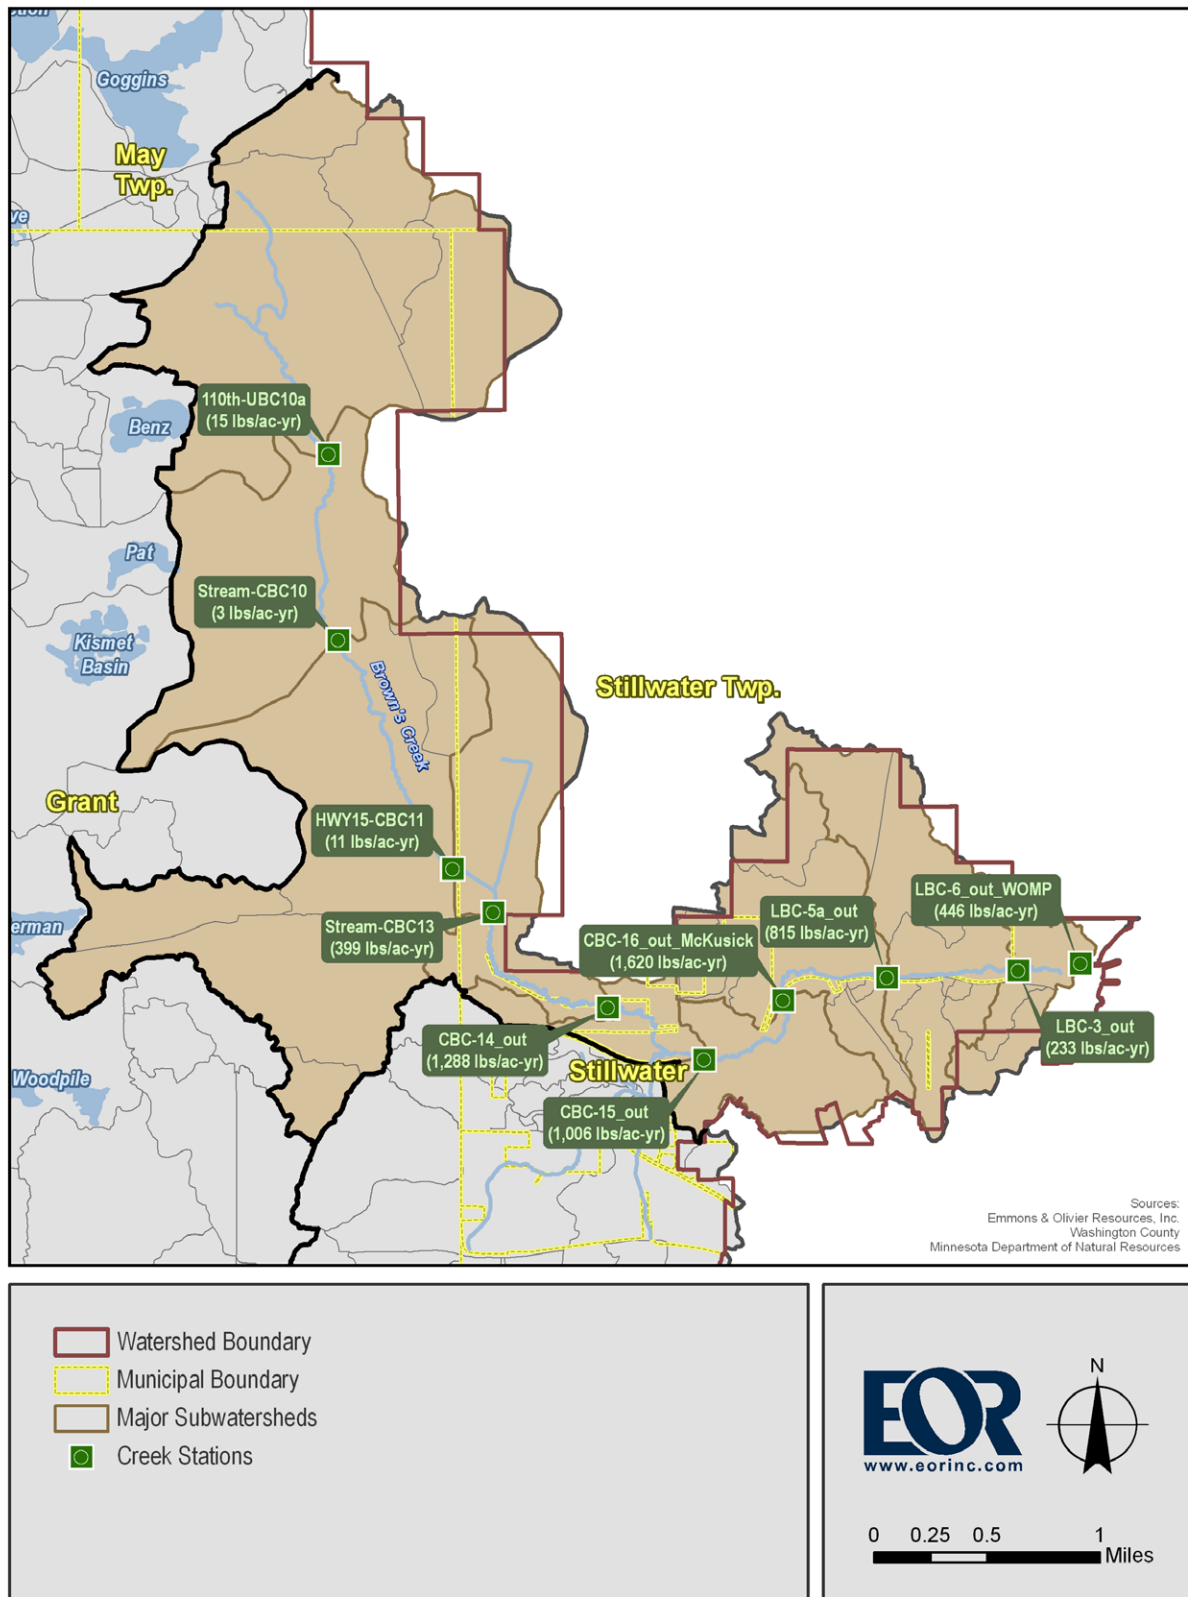 Goggins
May
Twp.
110th-UBC10a
(15 lbs/ac-yr)
Benz
Pat
Stream-CBC10
(3 lbs/ac-yr)
Kismet
Basin
Brown's Creek
Stillwater Twp.
Grant
HWY15-CBC11
(11 lbs/ac-yr)
Stream-CBC13
(399 lbs/ac-yr)
CBC-16_out_McKusick
(1,620 lbs/ac-yr)
LBC-5a_out
(815 lbs/ac-yr)
LBC-6_out_WOMP
(446 lbs/ac-yr)
erman
CBC-14_out
(1,288 lbs/ac-yr)
LBC-3_out
(233 lbs/ac-yr)
Woodpile
Stillwater
CBC-15_out
(1,006 lbs/ac-yr)
Sources:
Emmons & Olivier Resources, Inc.
Washington County
Minnesota Department of Natural Resources
Watershed Boundary
Municipal Boundary
Major Subwatersheds
Creek Stations
EOR
www.eorinc.com
N
0 0.25 0.5 1
Miles